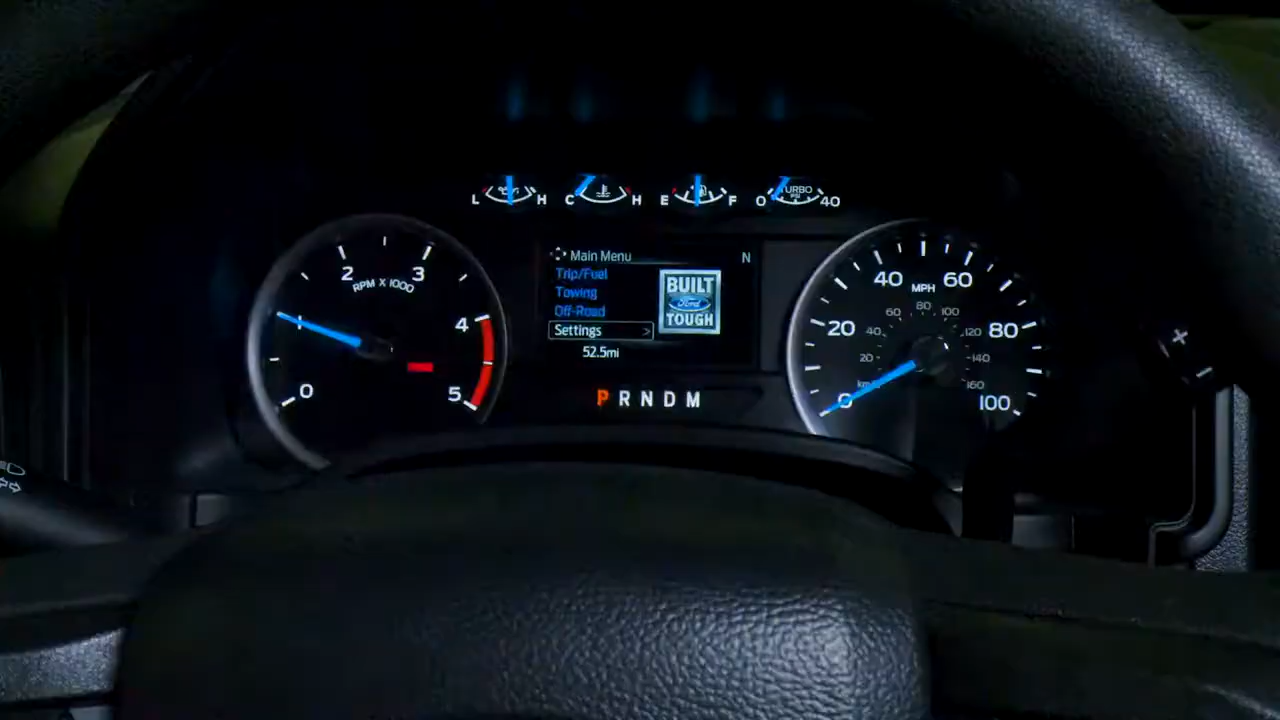 L H C H E F 0 TURBO PSI 40
Main Menu N
Trip/Fuel
Towing
Off-Road
Settings >
52.5mi
BUILT
Ford
TOUGH
P R N D M
0 1 2 3 4 5
RPM X 1000
0 20 40 60 80 100
MPH
20 40 60 80 100 120 140 160
km/h
+
-